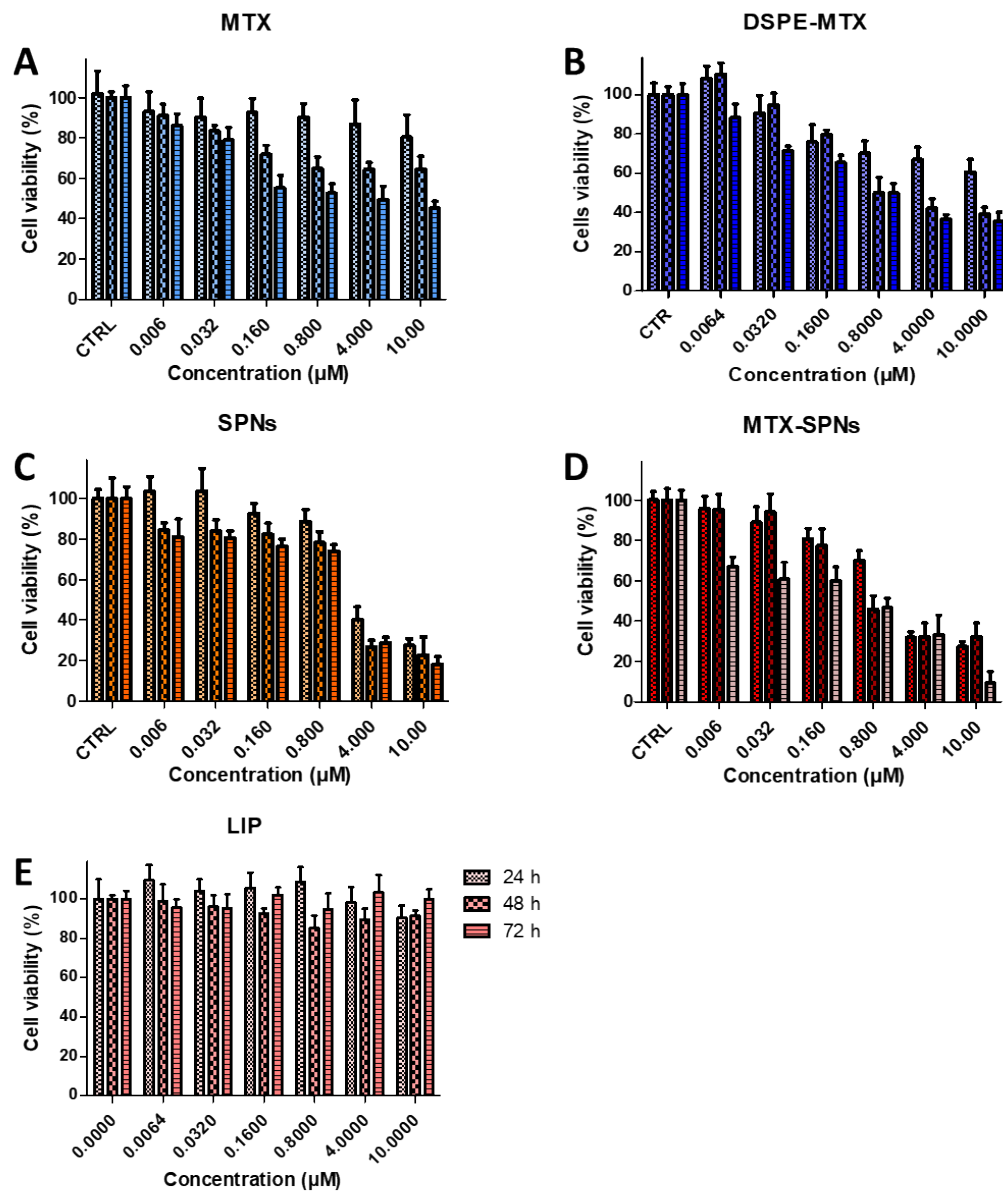 MTX
A
Cell viability (%)
100
80
60
40
20
0
CTRL
0.006
0.032
0.160
0.800
4.000
10.00
Concentration (µM)
DSPE-MTX
B
Cells viability (%)
100
80
60
40
20
0
CTR
0.0064
0.0320
0.1600
0.8000
4.0000
10.0000
Concentration (µM)
SPNs
C
Cell viability (%)
100
80
60
40
20
0
CTRL
0.006
0.032
0.160
0.800
4.000
10.00
Concentration (µM)
MTX-SPNs
D
Cell viability (%)
100
80
60
40
20
0
CTRL
0.006
0.032
0.160
0.800
4.000
10.00
Concentration (µM)
LIP
E
Cell viability (%)
100
80
60
40
20
0
0.0000
0.0064
0.0320
0.1600
0.8000
4.0000
10.0000
Concentration (µM)
24 h
48 h
72 h